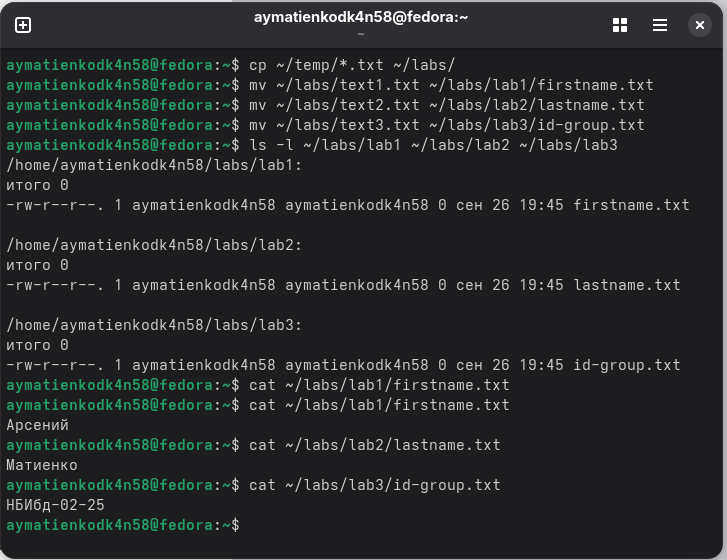 aymatienkodk4n58@fedora:~
~
aymatienkodk4n58@fedora:~$ cp ~/temp/*.txt ~/labs/
aymatienkodk4n58@fedora:~$ mv ~/labs/text1.txt ~/labs/lab1/firstname.txt
aymatienkodk4n58@fedora:~$ mv ~/labs/text2.txt ~/labs/lab2/lastname.txt
aymatienkodk4n58@fedora:~$ mv ~/labs/text3.txt ~/labs/lab3/id-group.txt
aymatienkodk4n58@fedora:~$ ls -l ~/labs/lab1 ~/labs/lab2 ~/labs/lab3
/home/aymatienkodk4n58/labs/lab1:
итого 0
-rw-r--r--. 1 aymatienkodk4n58 aymatienkodk4n58 0 сен 26 19:45 firstname.txt
/home/aymatienkodk4n58/labs/lab2:
итого 0
-rw-r--r--. 1 aymatienkodk4n58 aymatienkodk4n58 0 сен 26 19:45 lastname.txt
/home/aymatienkodk4n58/labs/lab3:
итого 0
-rw-r--r--. 1 aymatienkodk4n58 aymatienkodk4n58 0 сен 26 19:45 id-group.txt
aymatienkodk4n58@fedora:~$ cat ~/labs/lab1/firstname.txt
aymatienkodk4n58@fedora:~$ cat ~/labs/lab1/firstname.txt
Арсений
aymatienkodk4n58@fedora:~$ cat ~/labs/lab2/lastname.txt
Матиенко
aymatienkodk4n58@fedora:~$ cat ~/labs/lab3/id-group.txt
НБИбд-02-25
aymatienkodk4n58@fedora:~$